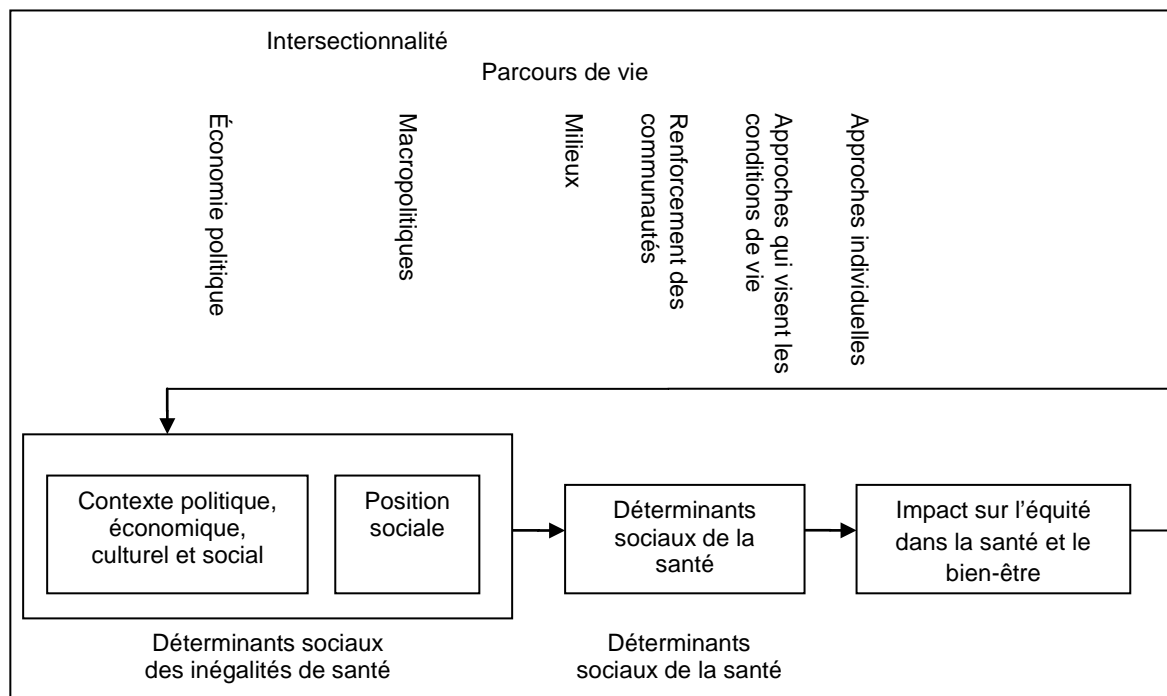 Intersectionnalité
Parcours de vie
Économie politique
Macropolitiques
Milieux
Renforcement des
communautés
Approches qui visent les
conditions de vie
Approches individuelles
Contexte politique,
économique,
culturel et social
Position
sociale
Déterminants
sociaux de la
santé
Impact sur l’équité
dans la santé et le
bien-être
Déterminants sociaux
des inégalités de santé
Déterminants
sociaux de la santé